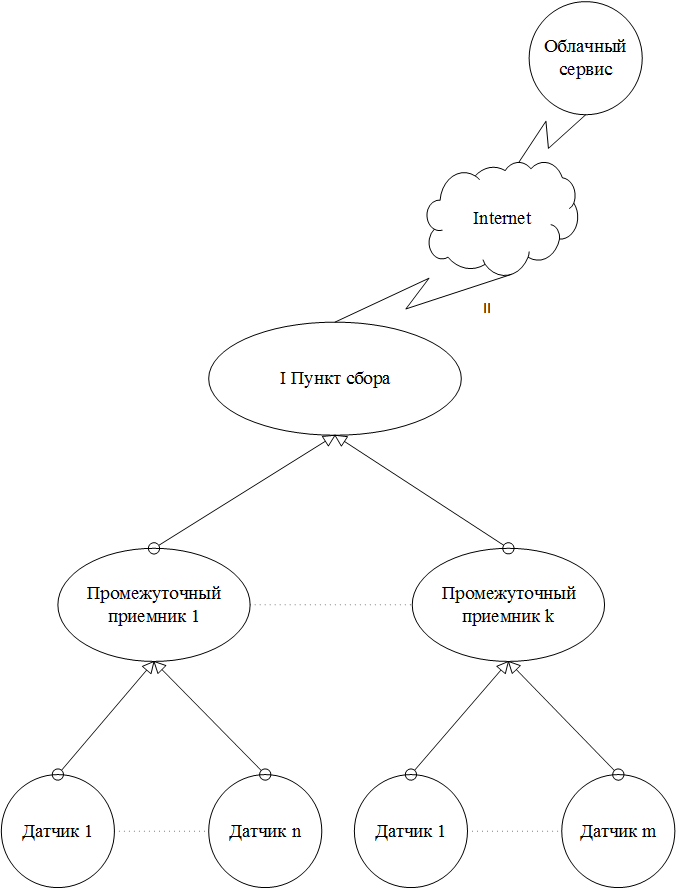 Облачный
сервис
Internet
II
I Пункт сбора
Промежуточный
приемник 1
Промежуточный
приемник k
Датчик 1
Датчик n
Датчик 1
Датчик m